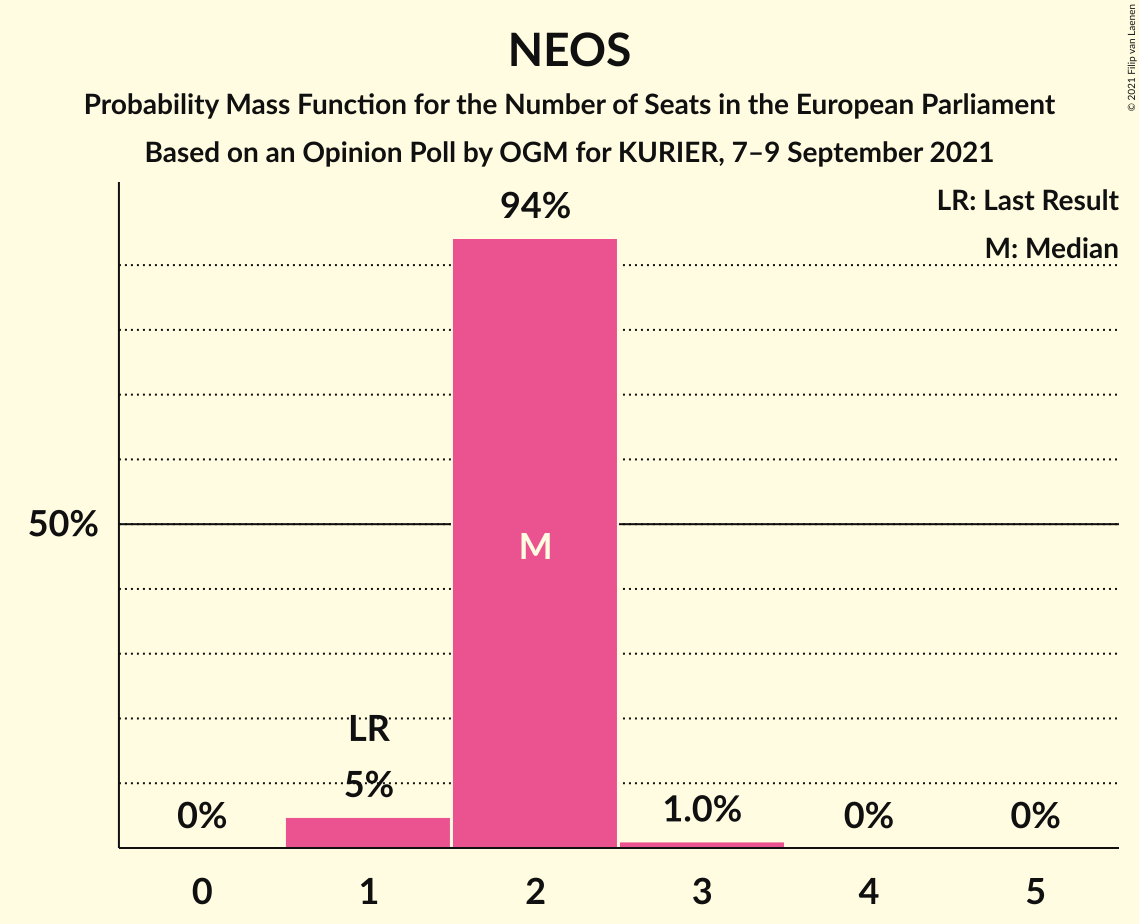 NEOS
Probability Mass Function for the Number of Seats in the European Parliament
Based on an Opinion Poll by OGM for KURIER, 7–9 September 2021
© 2021 Filip van Laenen
LR: Last Result
M: Median
94%
50%
M
LR
5%
0%
1.0%
0%
0%
0
1
2
3
4
5